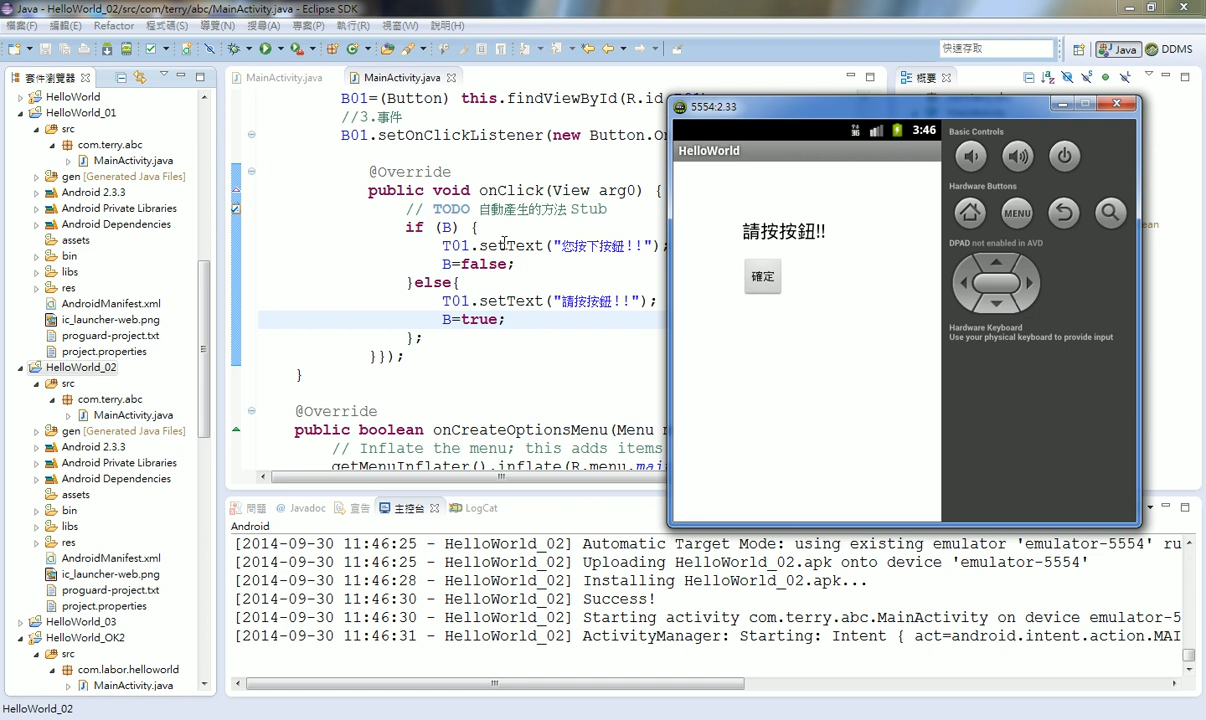 Java - HelloWorld_02/src/com/terry/abc/MainActivity.java - Eclipse SDK
檔案(F) 編輯(E) Refactor 程式碼(S) 導覽(N) 搜尋(A) 專案(P) 執行(R) 視窗(W) 說明(H)
快速存取
Java
DDMS
套件瀏覽器
HelloWorld
HelloWorld_01
src
com.terry.abc
MainActivity.java
gen [Generated Java Files]
Android 2.3.3
Android Private Libraries
Android Dependencies
assets
bin
libs
res
AndroidManifest.xml
ic_launcher-web.png
proguard-project.txt
project.properties
HelloWorld_02
src
com.terry.abc
MainActivity.java
gen [Generated Java Files]
Android 2.3.3
Android Private Libraries
Android Dependencies
assets
bin
libs
res
AndroidManifest.xml
ic_launcher-web.png
proguard-project.txt
project.properties
HelloWorld_03
HelloWorld_OK2
src
com.labor.helloworld
MainActivity.java
HelloWorld_02
MainActivity.java MainActivity.java
B01=(Button) this.findViewById(R.id
//3.事件
B01.setOnClickListener(new Button.On
@Override
public void onClick(View arg0) {
// TODO 自動產生的方法 Stub
if (B) {
T01.setText("您按下按鈕!!");
B=false;
}else{
T01.setText("請按按鈕!!");
B=true;
};
}});
}
@Override
public boolean onCreateOptionsMenu(Menu m
// Inflate the menu; this adds items
getMenuInflater().inflate(R.menu.mai
概要
5554:2.33
3:46
HelloWorld
請按按鈕!!
確定
Basic Controls
Hardware Buttons
MENU
DPAD not enabled in AVD
Hardware Keyboard
Use your physical keyboard to provide input
問題 Javadoc 宣告 主控台 LogCat
Android
[2014-09-30 11:46:25 - HelloWorld_02] Automatic Target Mode: using existing emulator 'emulator-5554' ru
[2014-09-30 11:46:25 - HelloWorld_02] Uploading HelloWorld_02.apk onto device 'emulator-5554'
[2014-09-30 11:46:28 - HelloWorld_02] Installing HelloWorld_02.apk...
[2014-09-30 11:46:30 - HelloWorld_02] Success!
[2014-09-30 11:46:30 - HelloWorld_02] Starting activity com.terry.abc.MainActivity on device emulator-5
[2014-09-30 11:46:31 - HelloWorld_02] ActivityManager: Starting: Intent { act=android.intent.action.MAI